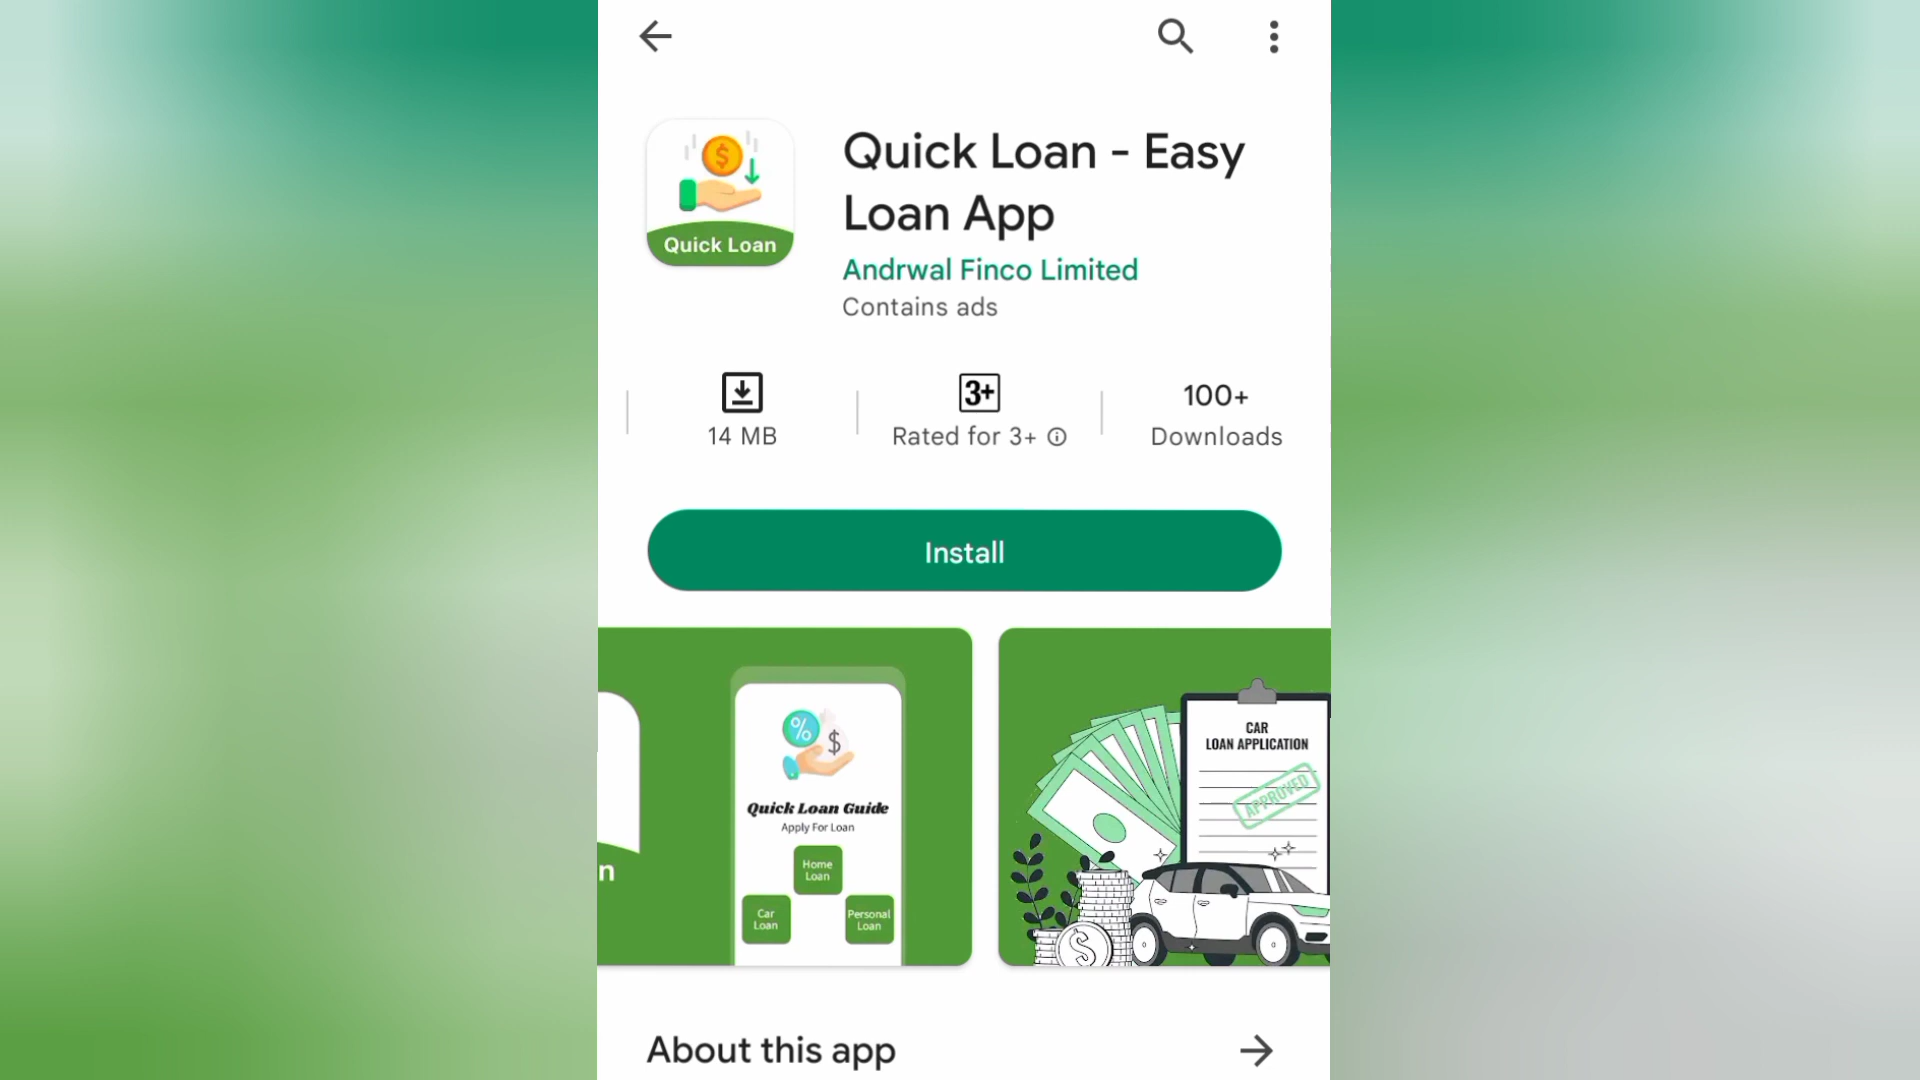 Quick Loan - Easy
Loan App
Quick Loan
Andrwal Finco Limited
Contains ads
14 MB
3+
Rated for 3+
100+
Downloads
Install
n
%
$
Quick Loan Guide
Apply For Loan
Home
Loan
Car
Loan
Personal
Loan
CAR
LOAN APPLICATION
APPROVED
$
About this app